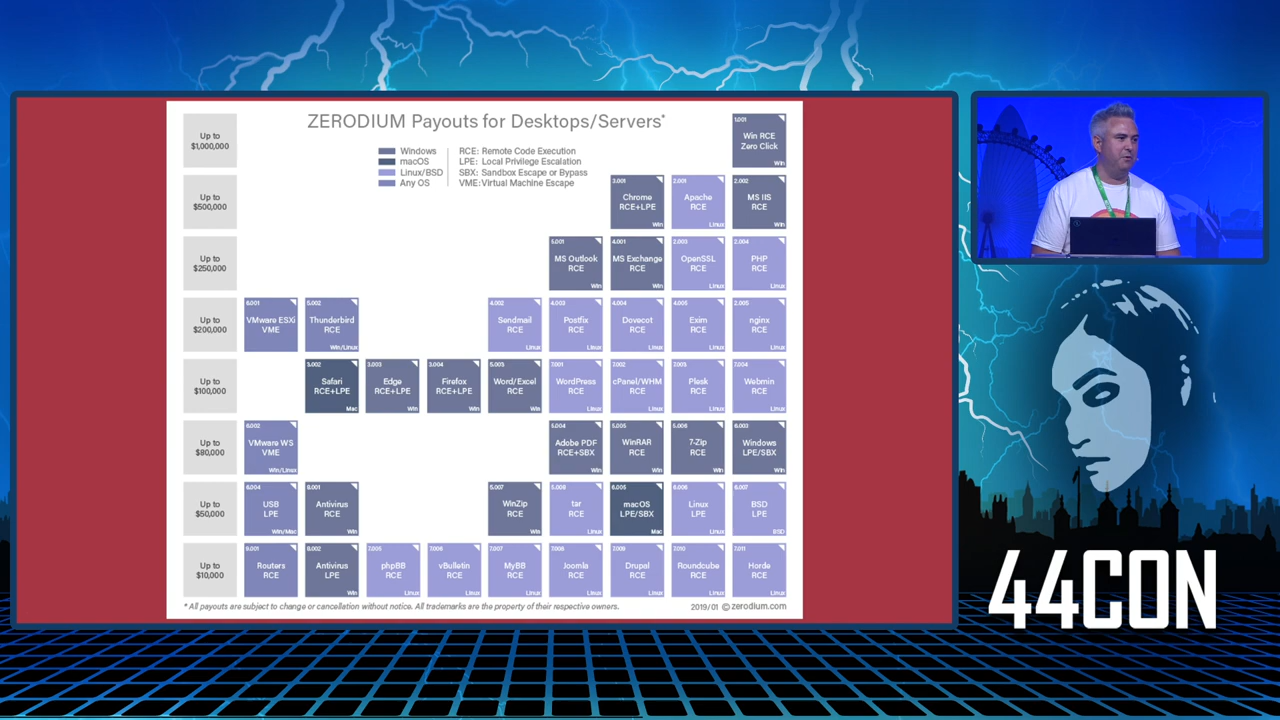 ZERODIUM Payouts for Desktops/Servers*
Windows
macOS
Linux/BSD
Any OS
RCE: Remote Code Execution
LPE: Local Privilege Escalation
SBX: Sandbox Escape or Bypass
VME: Virtual Machine Escape
Up to
$1,000,000
1.001
Win RCE
Zero Click
Win
Up to
$500,000
3.001
Chrome
RCE+LPE
Win
2.001
Apache
RCE
Linux
2.002
MS IIS
RCE
Win
Up to
$250,000
5.001
MS Outlook
RCE
Win
4.001
MS Exchange
RCE
Win
2.003
OpenSSL
RCE
Linux
2.004
PHP
RCE
Linux
Up to
$200,000
6.001
VMware ESXi
VME
5.002
Thunderbird
RCE
Win/Linux
4.002
Sendmail
RCE
Linux
4.003
Postfix
RCE
Linux
4.004
Dovecot
RCE
Linux
4.005
Exim
RCE
Linux
2.005
nginx
RCE
Linux
Up to
$100,000
3.002
Safari
RCE+LPE
Mac
3.003
Edge
RCE+LPE
Win
3.004
Firefox
RCE+LPE
Win
5.003
Word/Excel
RCE
Win
7.001
WordPress
RCE
Linux
7.002
cPanel/WHM
RCE
Linux
7.003
Plesk
RCE
Linux
7.004
Webmin
RCE
Linux
Up to
$80,000
6.002
VMware WS
VME
Win/Linux
5.004
Adobe PDF
RCE+SBX
Win
5.005
WinRAR
RCE
Win
5.006
7-Zip
RCE
Win
6.003
Windows
LPE/SBX
Win
Up to
$50,000
6.004
USB
LPE
Win/Mac
Antivirus
RCE
Win
5.007
WinZip
RCE
Win
5.008
tar
RCE
Linux
6.005
macOS
LPE/SBX
Mac
6.006
Linux
LPE
Linux
6.007
BSD
LPE
BSD
Up to
$10,000
9.001
Routers
RCE
8.002
Antivirus
LPE
Win
7.005
phpBB
RCE
Linux
7.006
vBulletin
RCE
Linux
7.007
MyBB
RCE
Linux
7.008
Joomla
RCE
Linux
7.009
Drupal
RCE
Linux
7.010
Roundcube
RCE
Linux
7.011
Horde
RCE
Linux
* All payouts are subject to change or cancellation without notice. All trademarks are the property of their respective owners.
2019/01 © zerodium.com
44CON